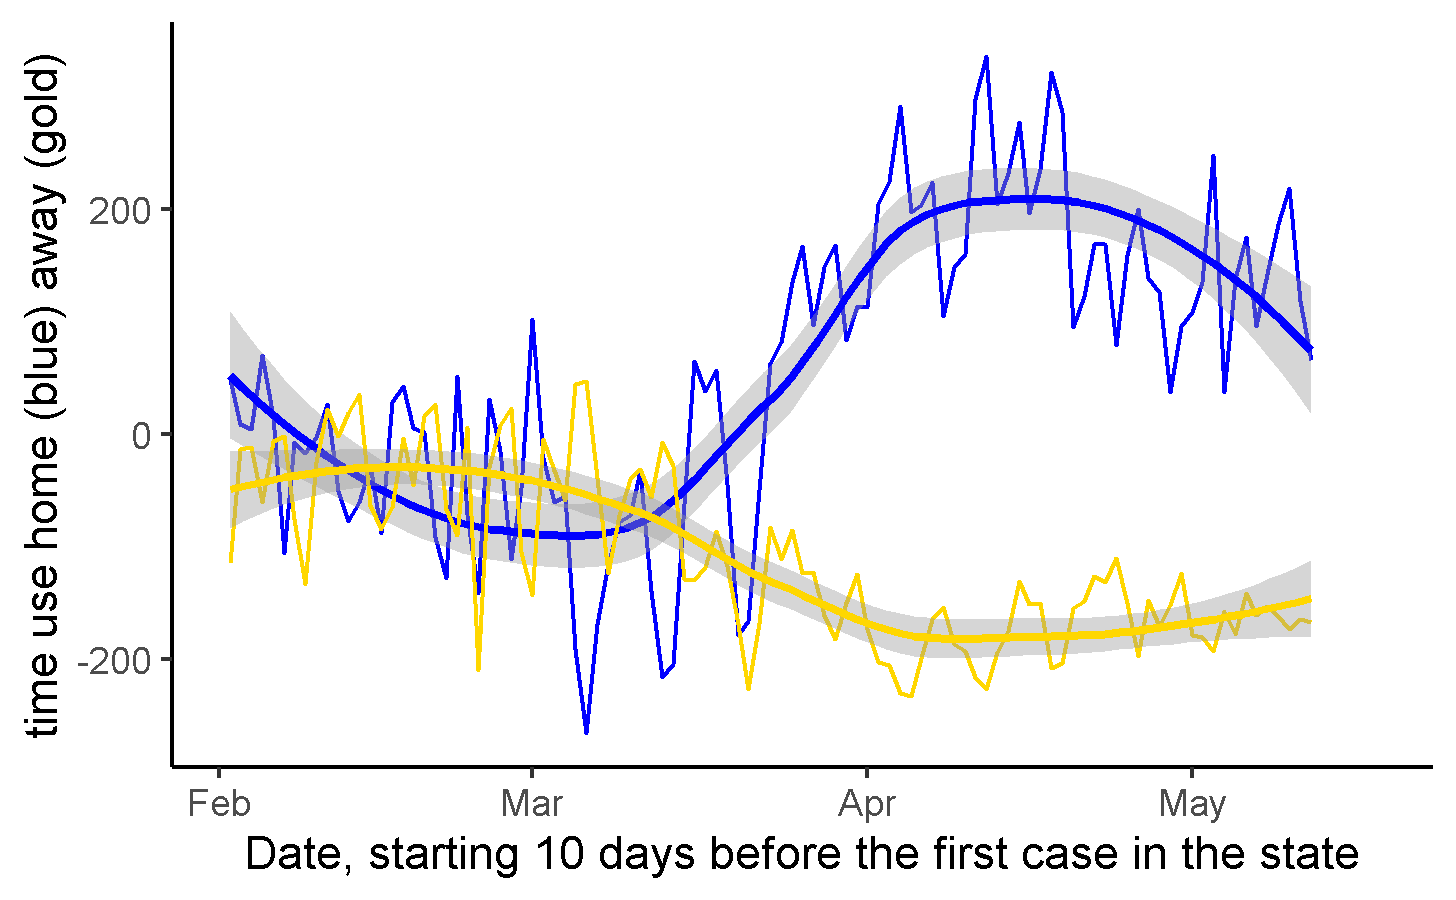 time use home (blue) away (gold)
200
0
-200
Feb Mar Apr May
Date, starting 10 days before the first case in the state